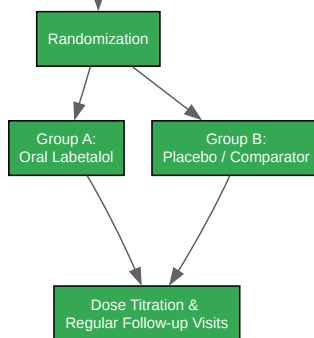 Randomization
Group A:
Oral Labetalol
Group B:
Placebo / Comparator
Dose Titration &
Regular Follow-up Visits